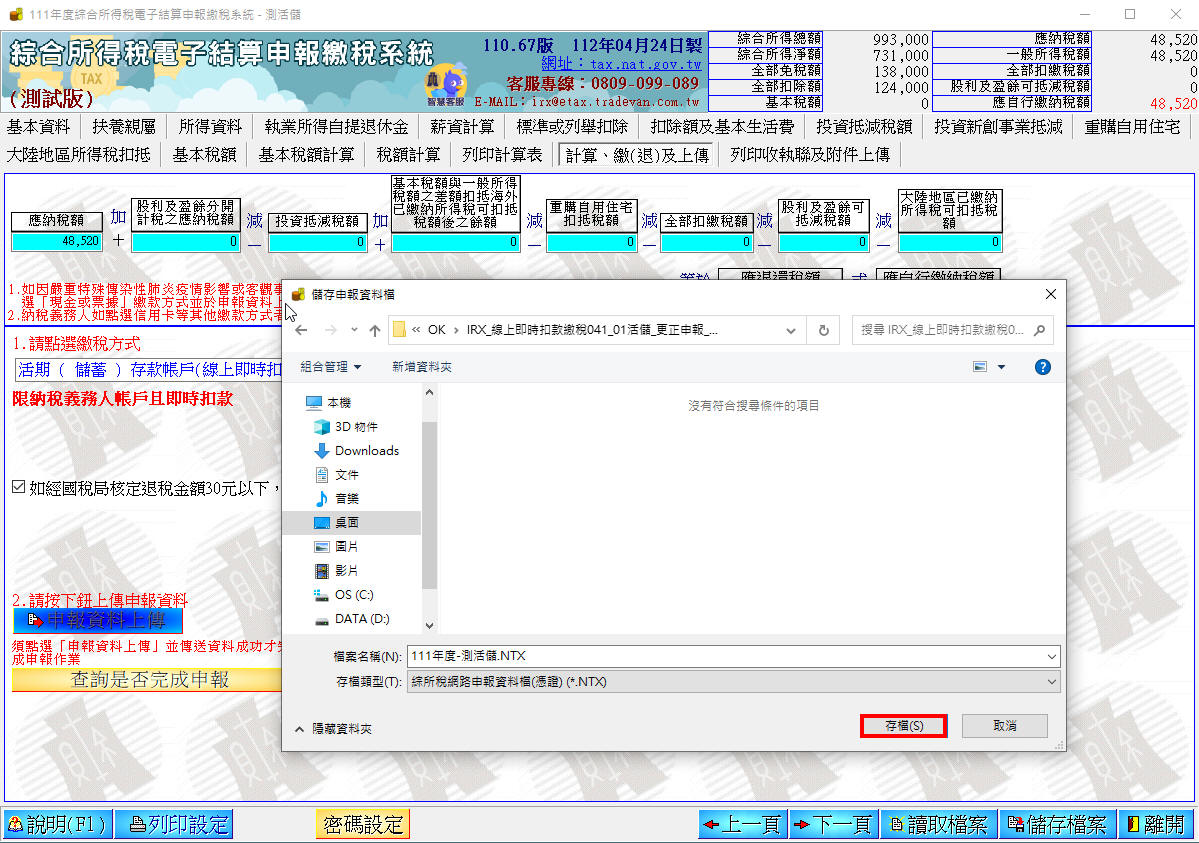 111年度綜合所得稅電子結算申報繳稅系統 - 測活儲
綜合所得稅電子結算申報繳稅系統
TAX
(測試版)
智慧客服
110.67版 112年04月24日製
網址：tax.nat.gov.tw
客服專線：0809-099-089
E-MAIL：irx@etax.tradevan.com.tw
綜合所得總額 993,000 應納稅額 48,520
綜合所得淨額 731,000 一般所得稅額 48,520
全部免稅額 138,000 全部扣繳稅額 0
全部扣除額 124,000 股利及盈餘可抵減稅額 0
基本稅額 0 應自行繳納稅額 48,520
基本資料 扶養親屬 所得資料 執業所得自提退休金 薪資計算 標準或列舉扣除 扣除額及基本生活費 投資抵減稅額 投資新創事業抵減 重購自用住宅
大陸地區所得稅扣抵 基本稅額 基本稅額計算 稅額計算 列印計算表 計算、繳(退)及上傳 列印收執聯及附件上傳
應納稅額
48,520
加
＋
股利及盈餘分開
計稅之應納稅額
0
減
－
投資抵減稅額
0
加
＋
基本稅額與一般所得
稅額之差額扣抵海外
已繳納所得稅可扣抵
稅額後之餘額
0
減
－
重購自用住宅
扣抵稅額
0
減
－
全部扣繳稅額
0
減
－
股利及盈餘可
抵減稅額
0
減
－
大陸地區已繳納
所得稅可扣抵稅
額
0
等於 應退還稅額 或 應自行繳納稅額
1.如因嚴重特殊傳染性肺炎疫情影響或客觀事
選「現金或票據」繳款方式並於申報資料上
2.納稅義務人如點選信用卡等其他繳款方式者
1.請點選繳稅方式
活期（ 儲蓄 ）存款帳戶(線上即時扣
限納稅義務人帳戶且即時扣款
如經國稅局核定退稅金額30元以下，
2.請按下鈕上傳申報資料
申報資料上傳
須點選「申報資料上傳」並傳送資料成功才
成申報作業
查詢是否完成申報
儲存申報資料檔
« OK › IRX_線上即時扣款繳稅041_01活儲_更正申報_...
搜尋 IRX_線上即時扣款繳稅0...
組合管理 新增資料夾
本機
3D 物件
Downloads
文件
音樂
桌面
圖片
影片
OS (C:)
DATA (D:)
沒有符合搜尋條件的項目
檔案名稱(N): 111年度-測活儲.NTX
存檔類型(T): 綜所稅網路申報資料檔(憑證) (*.NTX)
隱藏資料夾
存檔(S) 取消
說明(F1) 列印設定 密碼設定 上一頁 下一頁 讀取檔案 儲存檔案 離開